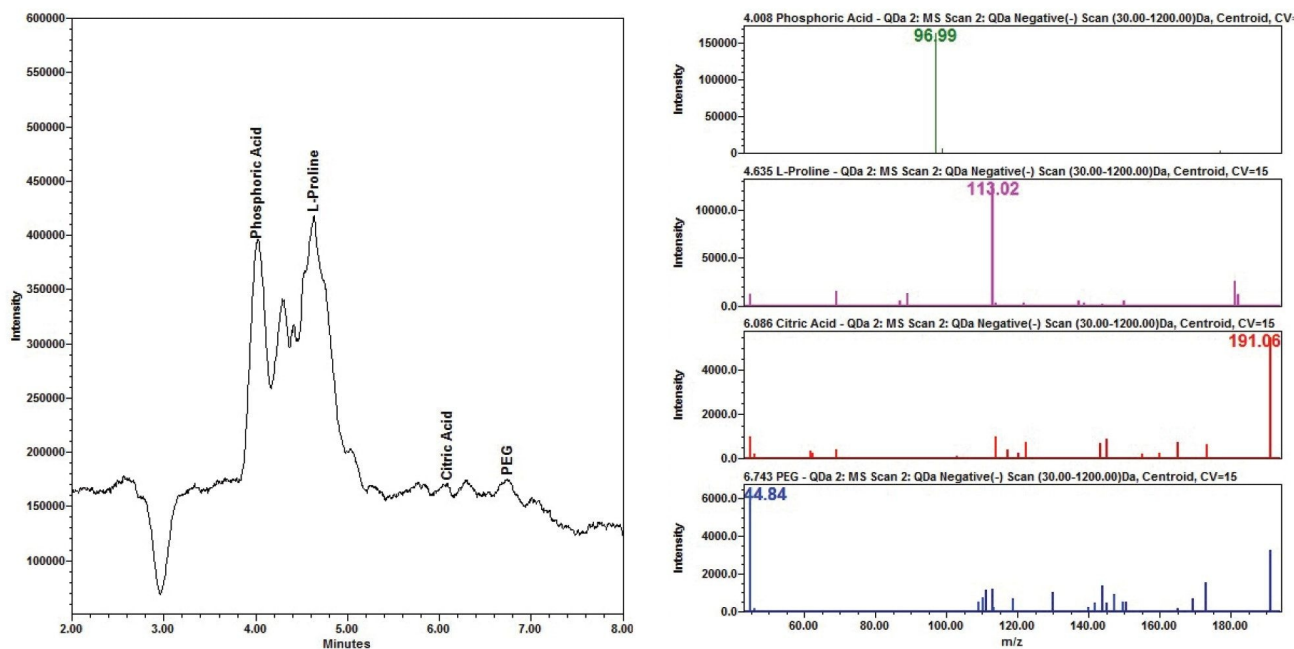 600000
550000
500000
450000
400000
350000
300000
250000
200000
150000
100000
Intensity
Phosphoric Acid
L-Proline
Citric Acid
PEG
2.00 3.00 4.00 5.00 6.00 7.00 8.00
Minutes
4.008 Phosphoric Acid - QDa 2: MS Scan 2: QDa Negative(-) Scan (30.00-1200.00)Da, Centroid, CV=
96.99
150000
100000
50000
0
Intensity
4.635 L-Proline - QDa 2: MS Scan 2: QDa Negative(-) Scan (30.00-1200.00)Da, Centroid, CV=15
113.02
10000.0
5000.0
0.0
Intensity
6.086 Citric Acid - QDa 2: MS Scan 2: QDa Negative(-) Scan (30.00-1200.00)Da, Centroid, CV=15
191.06
4000.0
2000.0
0.0
Intensity
6.743 PEG - QDa 2: MS Scan 2: QDa Negative(-) Scan (30.00-1200.00)Da, Centroid, CV=15
44.84
6000.0
4000.0
2000.0
0.0
Intensity
60.00 80.00 100.00 120.00 140.00 160.00 180.00
m/z